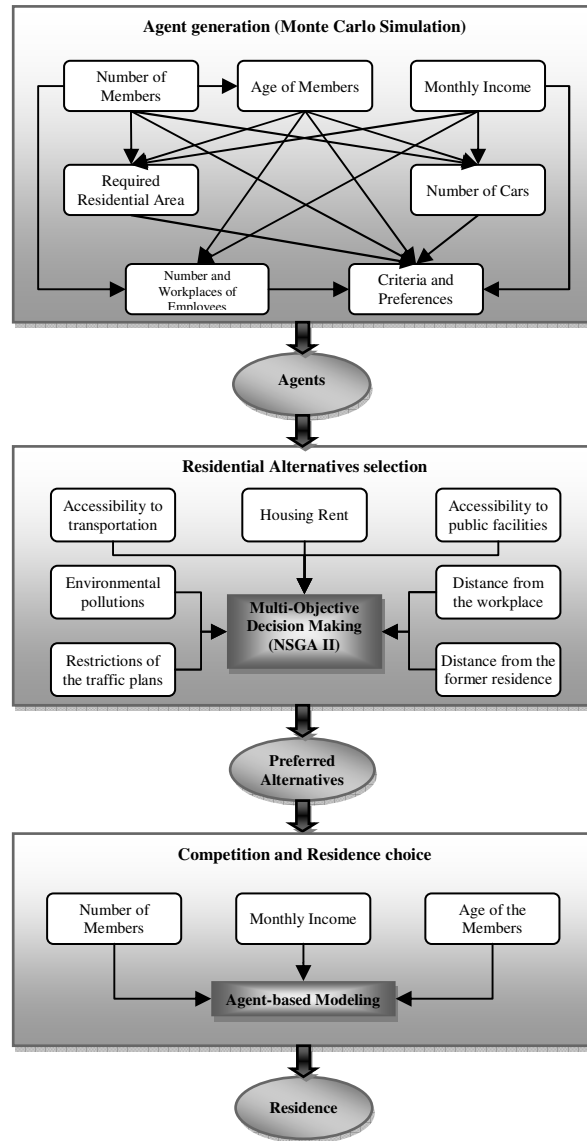 Agent generation (Monte Carlo Simulation)
Number of
Members
Age of Members
Monthly Income
Required
Residential Area
Number of Cars
Number and
Workplaces of
Employees
Criteria and
Preferences
Agents
Residential Alternatives selection
Accessibility to
transportation
Housing Rent
Accessibility to
public facilities
Environmental
pollutions
Multi-Objective
Decision Making
(NSGA II)
Distance from
the workplace
Restrictions of
the traffic plans
Distance from the
former residence
Preferred
Alternatives
Competition and Residence choice
Number of
Members
Monthly Income
Age of the
Members
Agent-based Modeling
Residence